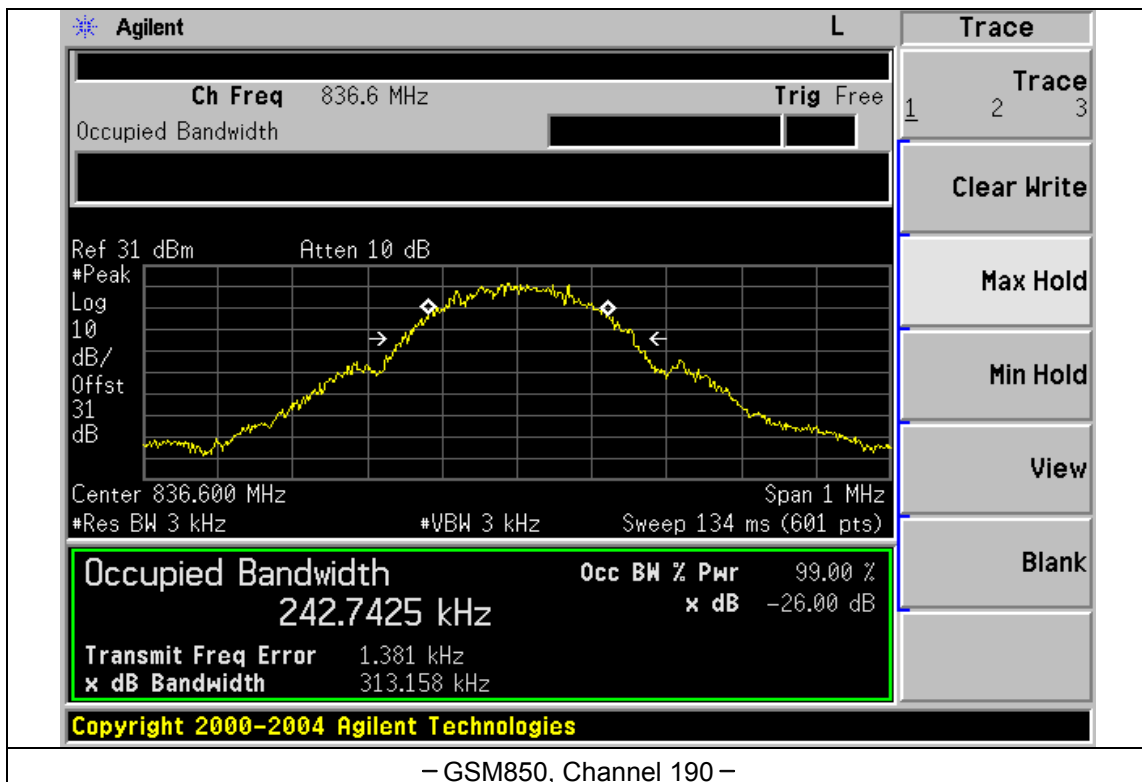 Agilent L Trace
Ch Freq 836.6 MHz Trig Free
Occupied Bandwidth
Trace
1 2 3
Clear Write
Max Hold
Min Hold
View
Blank
Ref 31 dBm Atten 10 dB
#Peak
Log
10
dB/
Offst
31
dB
Center 836.600 MHz Span 1 MHz
#Res BW 3 kHz #VBW 3 kHz Sweep 134 ms (601 pts)
Occupied Bandwidth Occ BW % Pwr 99.00 %
242.7425 kHz x dB -26.00 dB
Transmit Freq Error 1.381 kHz
x dB Bandwidth 313.158 kHz
Copyright 2000-2004 Agilent Technologies
－GSM850, Channel 190－